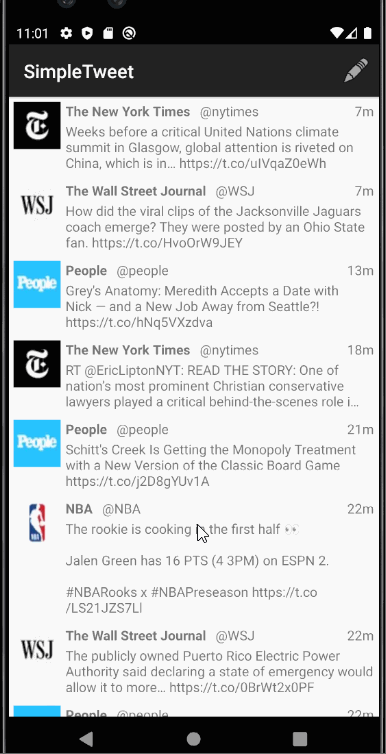 11:01
SimpleTweet
The New York Times @nytimes 7m
Weeks before a critical United Nations climate
summit in Glasgow, global attention is riveted on
China, which is in… https://t.co/uIVqaZ0eWh
WSJ
The Wall Street Journal @WSJ 7m
How did the viral clips of the Jacksonville Jaguars
coach emerge? They were posted by an Ohio State
fan. https://t.co/HvoOrW9JEY
People
People @people 13m
Grey's Anatomy: Meredith Accepts a Date with
Nick — and a New Job Away from Seattle?!
https://t.co/hNq5VXzdva
The New York Times @nytimes 18m
RT @EricLiptonNYT: READ THE STORY: One of
nation's most prominent Christian conservative
lawyers played a critical behind-the-scenes role i…
People
People @people 21m
Schitt's Creek Is Getting the Monopoly Treatment
with a New Version of the Classic Board Game
https://t.co/j2D8gYUv1A
NBA @NBA 22m
The rookie is cooking in the first half 👀
Jalen Green has 16 PTS (4 3PM) on ESPN 2.
#NBARooks x #NBAPreseason https://t.co
/LS21JZS7LI
WSJ
The Wall Street Journal @WSJ 22m
The publicly owned Puerto Rico Electric Power
Authority said declaring a state of emergency would
allow it to more… https://t.co/0BrWt2x0PF
People @people 22m